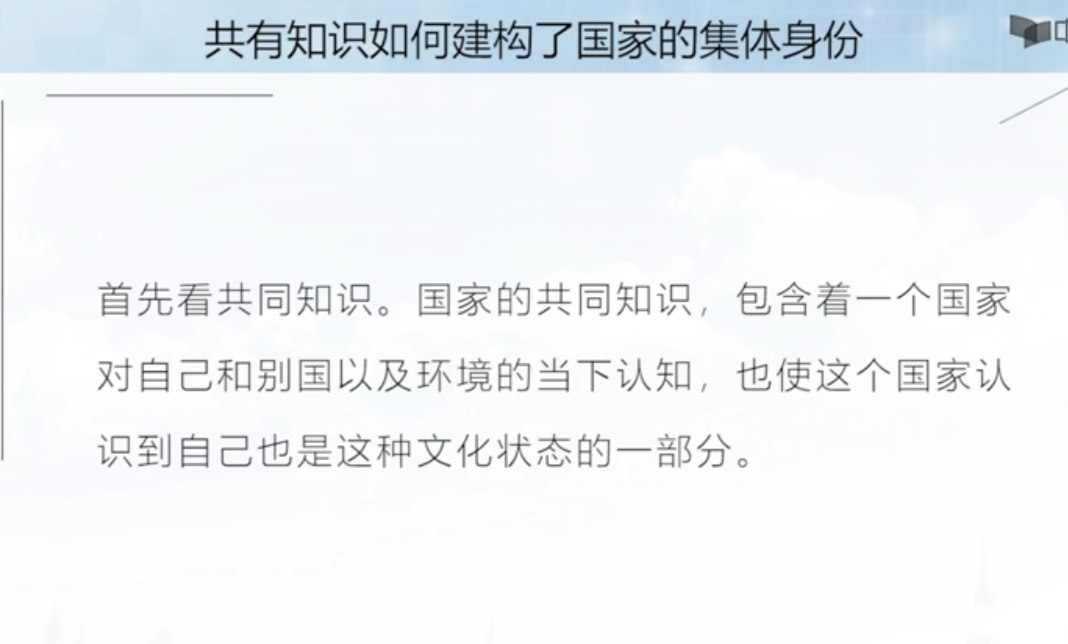 共有知识如何建构了国家的集体身份
首先看共同知识。国家的共同知识，包含着一个国家
对自己和别国以及环境的当下认知，也使这个国家认
识到自己也是这种文化状态的一部分。